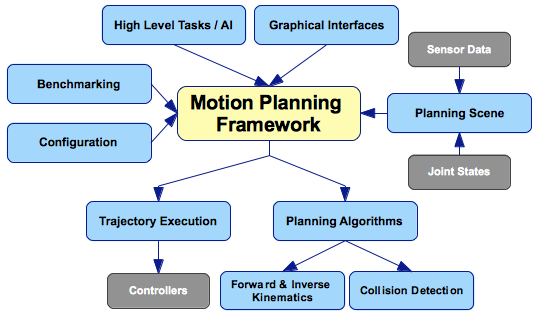 High Level Tasks / AI
Graphical Interfaces
Sensor Data
Benchmarking
Motion Planning
Framework
Planning Scene
Configuration
Joint States
Trajectory Execution
Planning Algorithms
Controllers
Forward & Inverse
Kinematics
Collision Detection